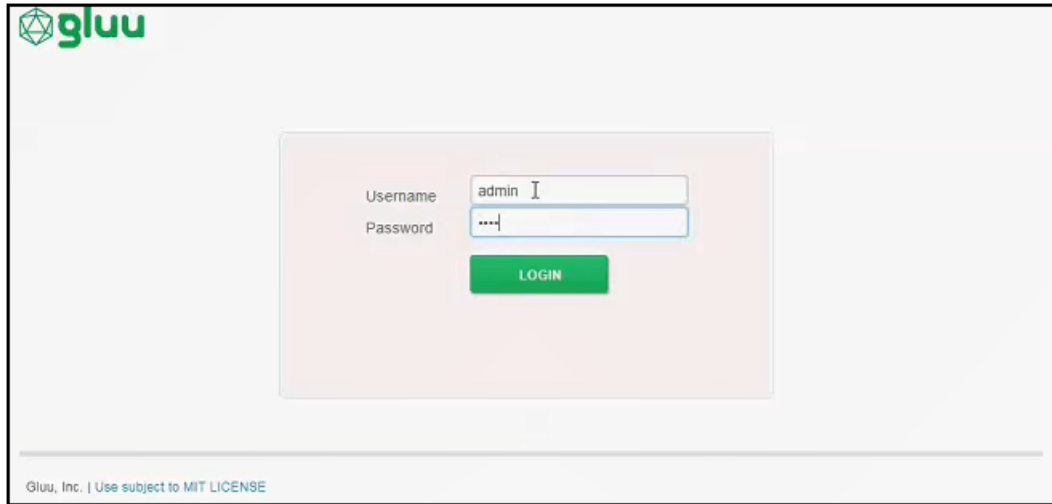 gluu
Username admin
Password ····
LOGIN
Gluu, Inc. | Use subject to MIT LICENSE